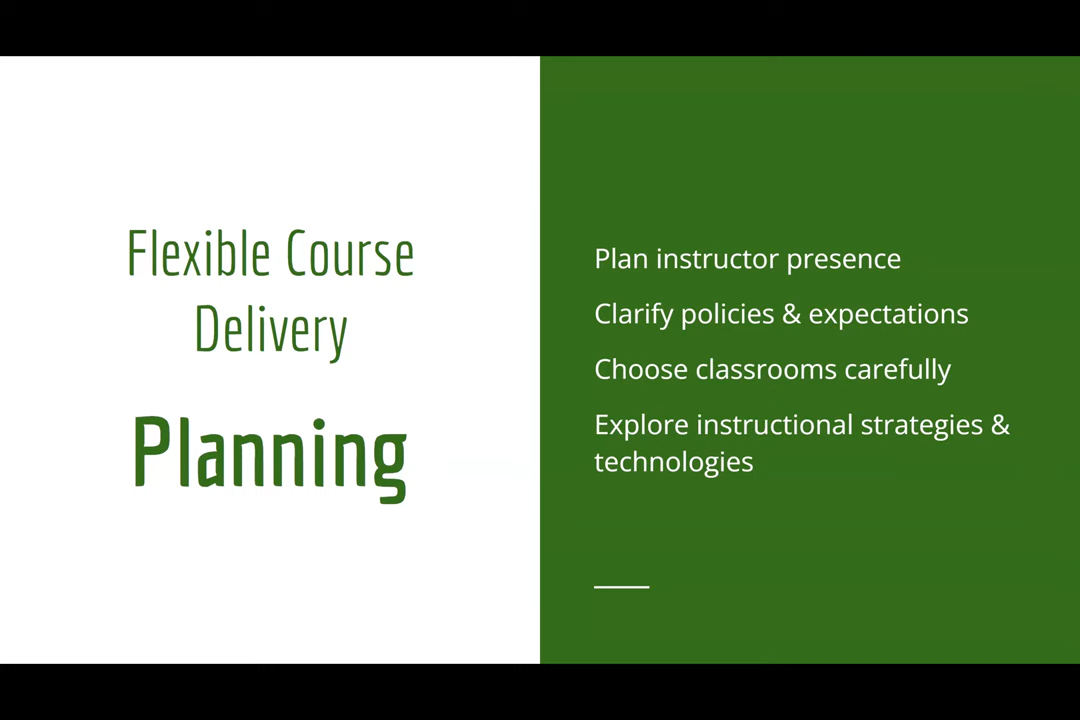 Flexible Course
Delivery
Planning
Plan instructor presence
Clarify policies & expectations
Choose classrooms carefully
Explore instructional strategies &
technologies